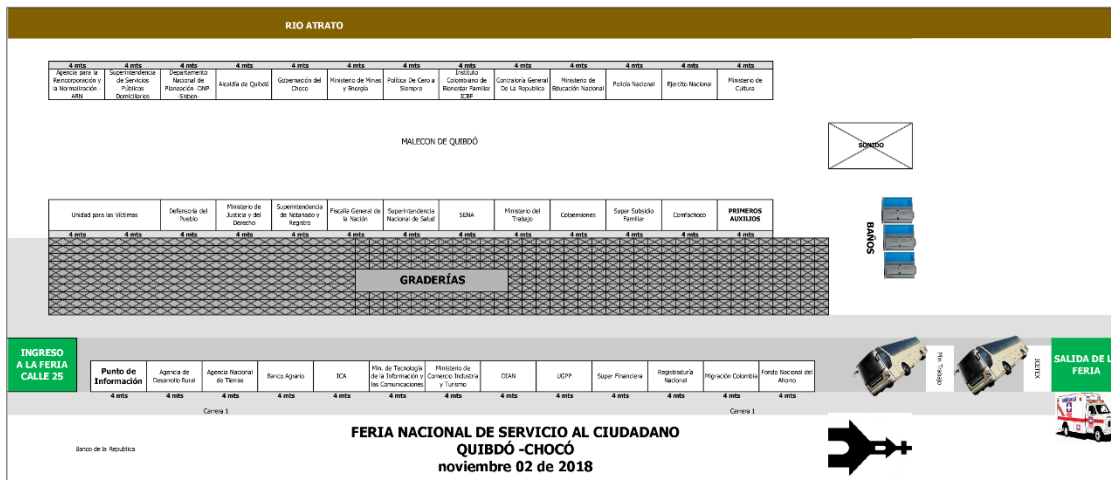 RIO ATRATO
4 mts 4 mts 4 mts 4 mts 4 mts 4 mts 4 mts 4 mts 4 mts 4 mts 4 mts 4 mts 4 mts
Agencia para la
Reincorporación y
la Normalización -
ARN
Superintendencia
de Servicios
Públicos
Domiciliarios
Departamento
Nacional de
Planeación -DNP-
Sisben
Alcaldía de Quibdó
Gobernación del
Choco
Ministerio de Minas
y Energía
Política De Cero a
Siempre
Instituto
Colombiano de
Bienestar Familiar
ICBF
Contraloría General
De La Republica
Ministerio de
Educación Nacional
Policía Nacional
Ejercito Nacional
Ministerio de
Cultura
MALECON DE QUIBDÓ
SONIDO
Unidad para las Víctimas
Defensoría del
Pueblo
Ministerio de
Justicia y del
Derecho
Superintendencia
de Notariado y
Registro
Fiscalía General de
la Nación
Superintendencia
Nacional de Salud
SENA
Ministerio del
Trabajo
Colpensiones
Super Subsidio
Familiar
Comfachoco
PRIMEROS
AUXILIOS
4 mts 4 mts 4 mts 4 mts 4 mts 4 mts 4 mts 4 mts 4 mts 4 mts 4 mts 4 mts 4 mts
BAÑOS
GRADERÍAS
INGRESO
A LA FERIA
CALLE 25
Punto de
Información
Agencia de
Desarrollo Rural
Agencia Nacional
de Tierras
Banco Agrario
ICA
Min. de Tecnología
de la Información y
las Comunicaciones
Ministerio de
Comercio Industria
y Turismo
DIAN
UGPP
Super Financiera
Registraduría
Nacional
Migración Colombia
Fondo Nacional del
Ahorro
Min Trabajo
ICETEX
SALIDA DE L
FERIA
4 mts 4 mts 4 mts 4 mts 4 mts 4 mts 4 mts 4 mts 4 mts 4 mts 4 mts 4 mts 4 mts
Carrera 1
Carrera 1
Banco de la Republica
FERIA NACIONAL DE SERVICIO AL CIUDADANO
QUIBDÓ -CHOCÓ
noviembre 02 de 2018